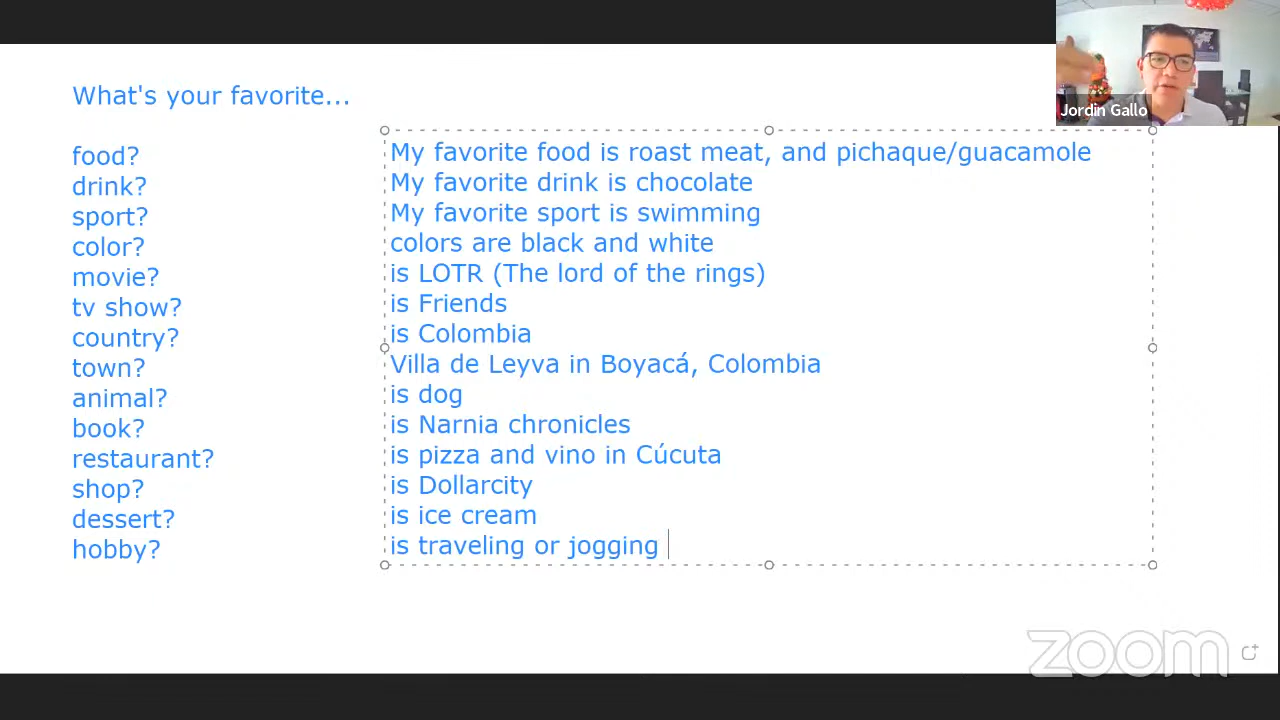 What's your favorite...
food?
drink?
sport?
color?
movie?
tv show?
country?
town?
animal?
book?
restaurant?
shop?
dessert?
hobby?
My favorite food is roast meat, and pichaque/guacamole
My favorite drink is chocolate
My favorite sport is swimming
colors are black and white
is LOTR (The lord of the rings)
is Friends
is Colombia
Villa de Leyva in Boyacá, Colombia
is dog
is Narnia chronicles
is pizza and vino in Cúcuta
is Dollarcity
is ice cream
is traveling or jogging
Jordin Gallo
zoom